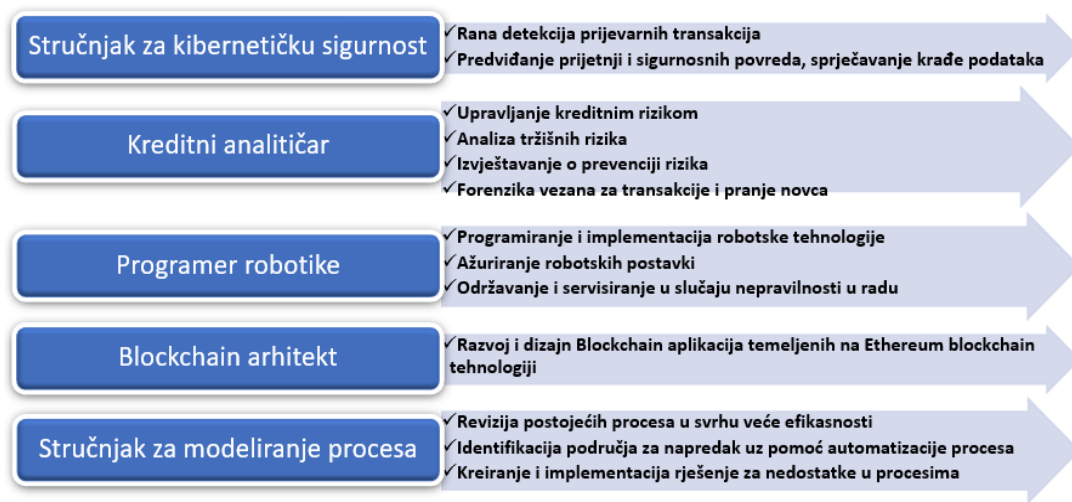 Stručnjak za kibernetičku sigurnost
✓Rana detekcija prijevarnih transakcija
✓Predviđanje prijetnji i sigurnosnih povreda, sprječavanje krađe podataka
Kreditni analitičar
✓Upravljanje kreditnim rizikom
✓Analiza tržišnih rizika
✓Izvještavanje o prevenciji rizika
✓Forenzika vezana za transakcije i pranje novca
Programer robotike
✓Programiranje i implementacija robotske tehnologije
✓Ažuriranje robotskih postavki
✓Održavanje i servisiranje u slučaju nepravilnosti u radu
Blockchain arhitekt
✓Razvoj i dizajn Blockchain aplikacija temeljenih na Ethereum blockchain
tehnologiji
Stručnjak za modeliranje procesa
✓Revizija postojećih procesa u svrhu veće efikasnosti
✓Identifikacija područja za napredak uz pomoć automatizacije procesa
✓Kreiranje i implementacija rješenje za nedostatke u procesima